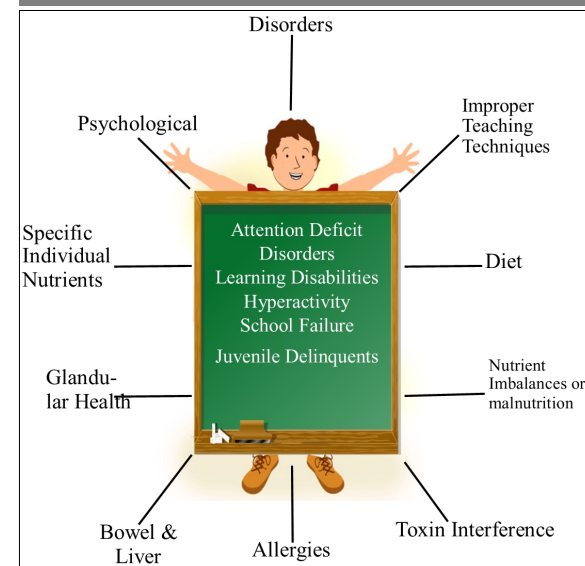 Disorders
Psychological
Improper
Teaching
Techniques
Specific
Individual
Nutrients
Attention Deficit
Disorders
Learning Disabilities
Hyperactivity
School Failure
Juvenile Delinquents
Diet
Glandu-
lar Health
Nutrient
Imbalances or
malnutrition
Bowel &
Liver
Allergies
Toxin Interference